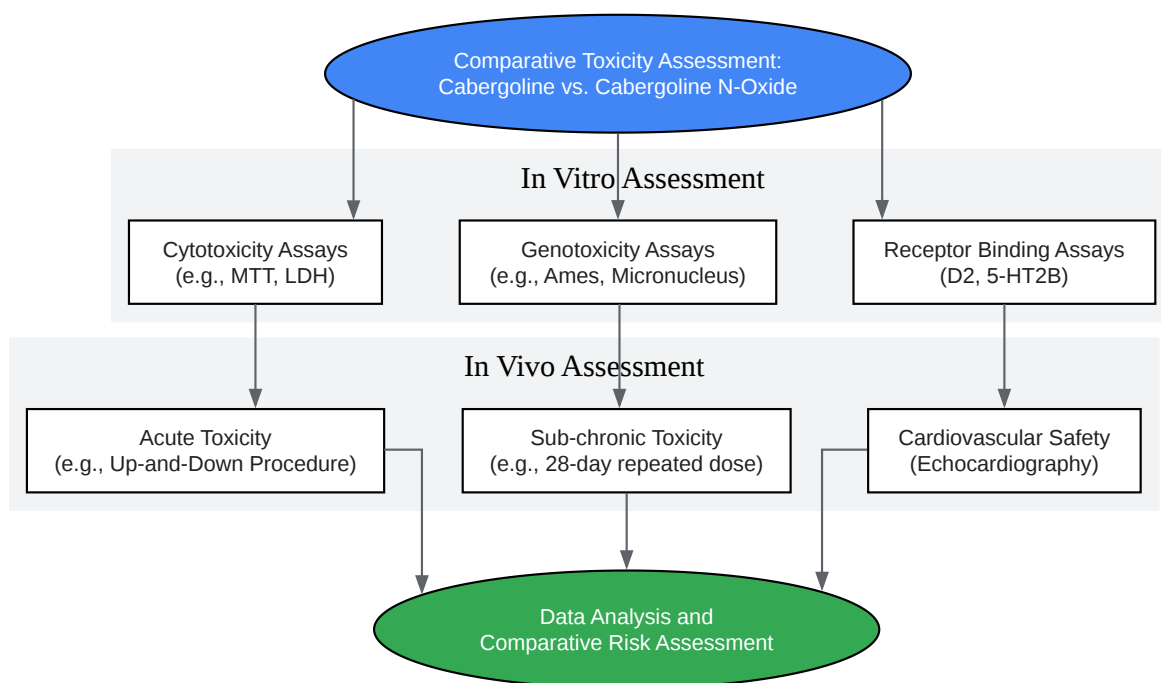 Comparative Toxicity Assessment:
Cabergoline vs. Cabergoline N-Oxide
In Vitro Assessment
Cytotoxicity Assays
(e.g., MTT, LDH)
Genotoxicity Assays
(e.g., Ames, Micronucleus)
Receptor Binding Assays
(D2, 5-HT2B)
In Vivo Assessment
Acute Toxicity
(e.g., Up-and-Down Procedure)
Sub-chronic Toxicity
(e.g., 28-day repeated dose)
Cardiovascular Safety
(Echocardiography)
Data Analysis and
Comparative Risk Assessment